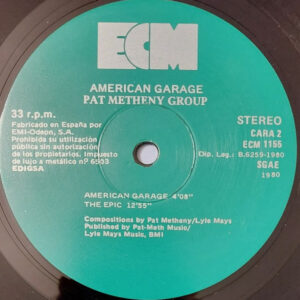 ECM
AMERICAN GARAGE
PAT METHENY GROUP
33 r.p.m.
Fabricado en España por
EMI-Odeon, S.A.
Prohibida su utilización
pública sin autorización
de los propietarios. Impuesto
de lujo a metálico nº 6503
EDIGSA
STEREO
CARA 2
ECM 1155
Dip. Leg.: B.6259-1980
SGAE
1980
AMERICAN GARAGE 4'08"
THE EPIC 12'55"
Compositions by Pat Metheny/Lyle Mays
Published by Pat-Meth Music/
Lyle Mays Music, BMI